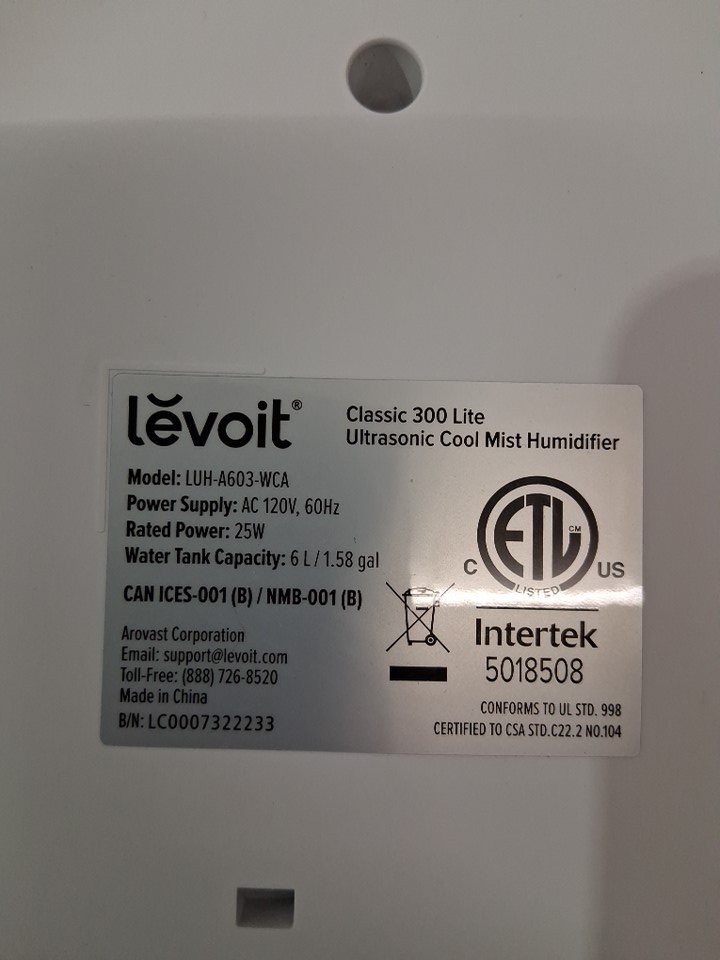 lĕvoit®
Classic 300 Lite
Ultrasonic Cool Mist Humidifier
Model: LUH-A603-WCA
Power Supply: AC 120V, 60Hz
Rated Power: 25W
Water Tank Capacity: 6 L / 1.58 gal
CAN ICES-001 (B) / NMB-001 (B)
Arovast Corporation
Email: support@levoit.com
Toll-Free: (888) 726-8520
Made in China
B/N: LC0007322233
ETL
CM
C
US
LISTED
Intertek
5018508
CONFORMS TO UL STD. 998
CERTIFIED TO CSA STD.C22.2 NO.104